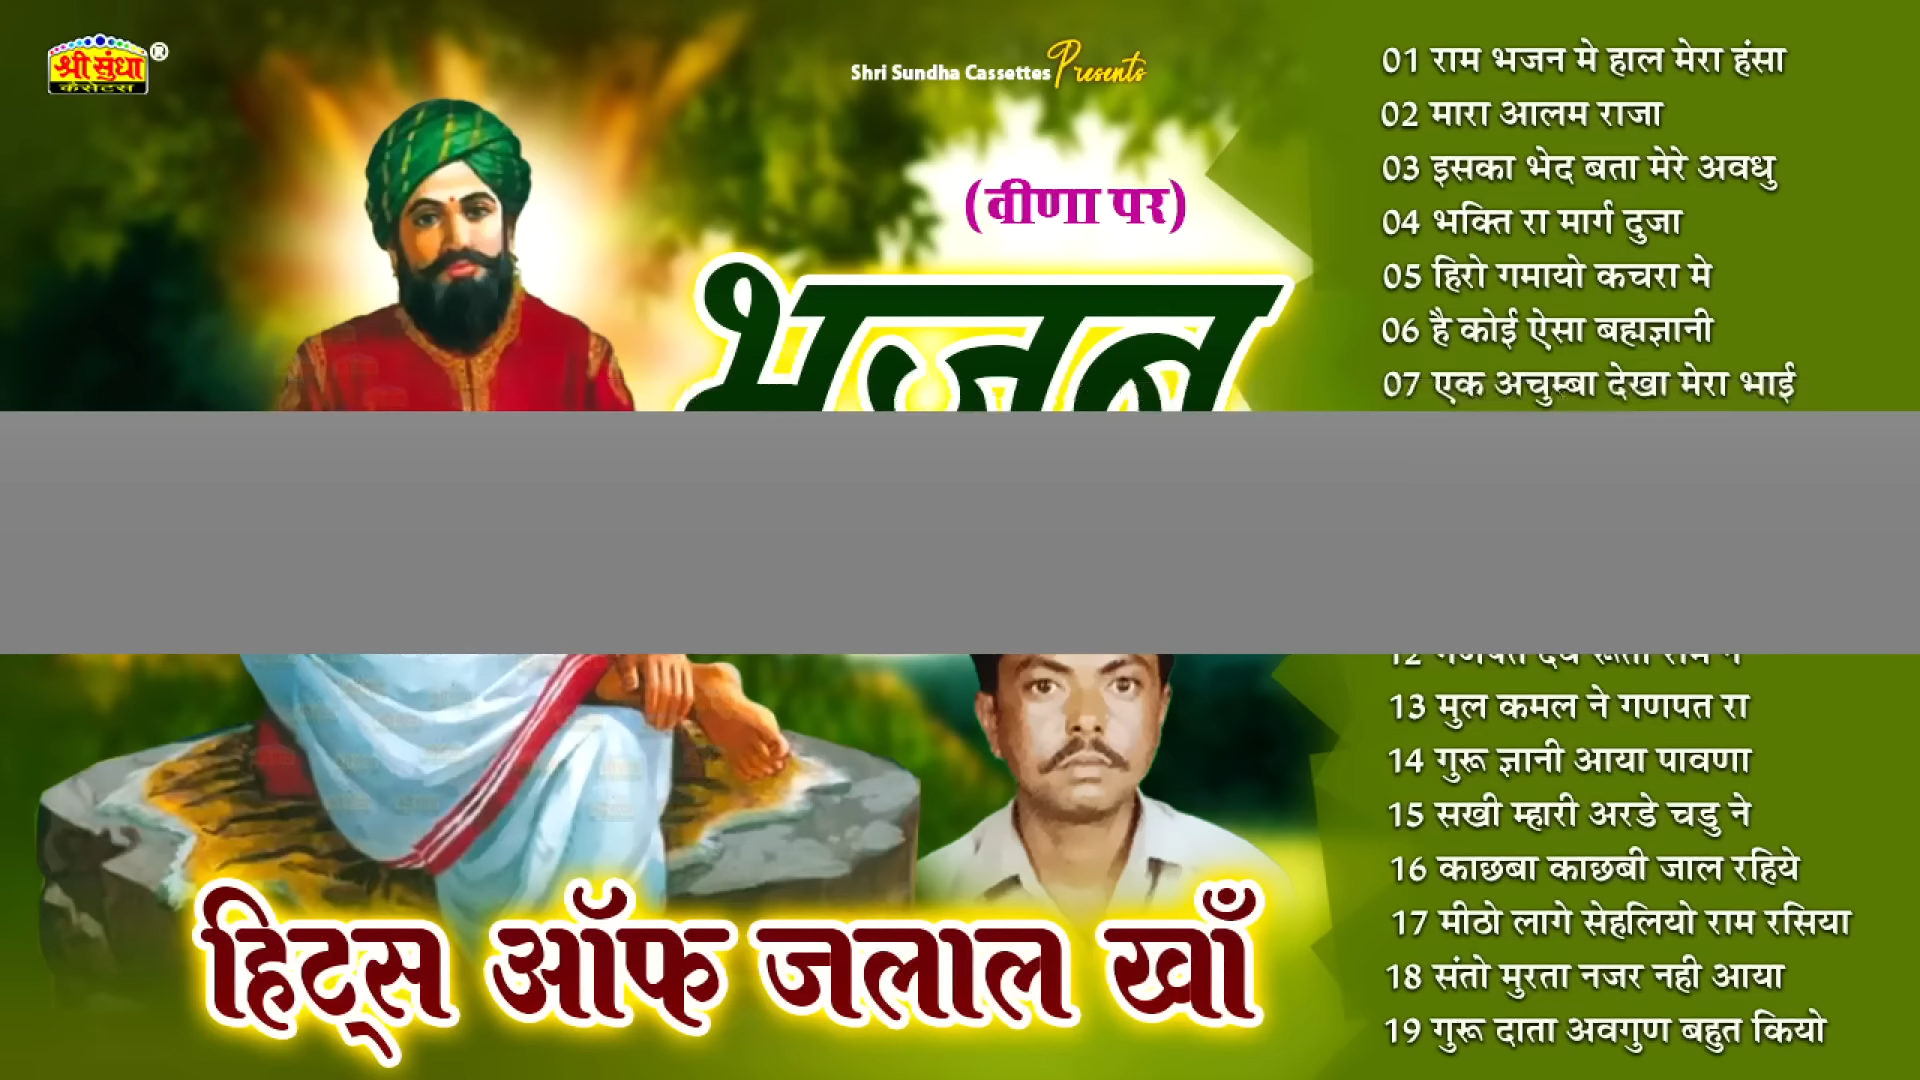 श्री सुंधा
कैसेट्स
®
Shri Sundha Cassettes Presents
(वीणा पर)
भजन
हिट्स ऑफ जलाल खाँ
01 राम भजन मे हाल मेरा हंसा
02 मारा आलम राजा
03 इसका भेद बता मेरे अवधु
04 भक्ति रा मार्ग दुजा
05 हिरो गमायो कचरा मे
06 है कोई ऐसा बह्मज्ञानी
07 एक अचुम्बा देखा मेरा भाई
12
13 मुल कमल ने गणपत रा
14 गुरू ज्ञानी आया पावणा
15 सखी म्हारी अरडे चडु ने
16 काछबा काछबी जाल रहिये
17 मीठो लागे सेहलियो राम रसिया
18 संतो मुरता नजर नही आया
19 गुरू दाता अवगुण बहुत कियो